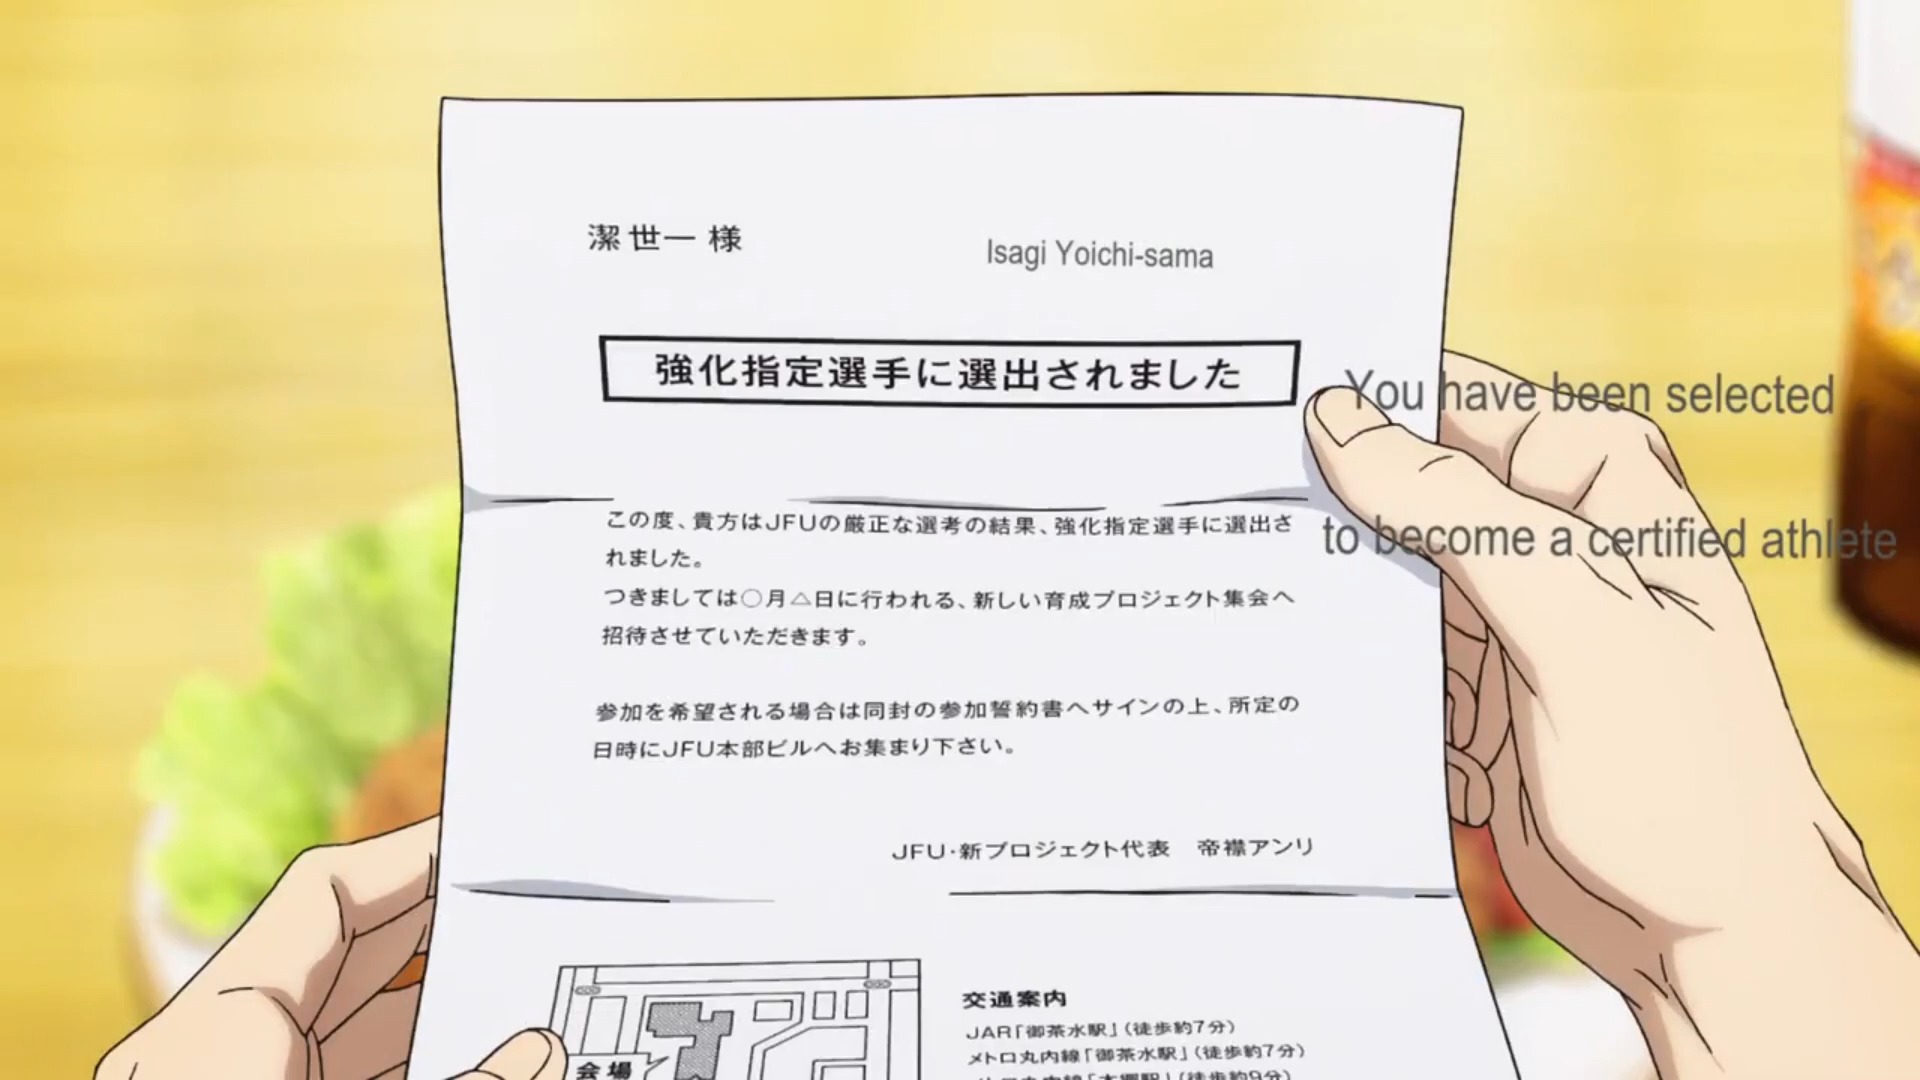 潔 世一 様
Isagi Yoichi-sama
強化指定選手に選出されました
You have been selected
to become a certified athlete
この度、貴方はJFUの厳正な選考の結果、強化指定選手に選出さ
れました。
つきましては○月△日に行われる、新しい育成プロジェクト集会へ
招待させていただきます。
参加を希望される場合は同封の参加誓約書へサインの上、所定の
日時にJFU本部ビルへお集まり下さい。
JFU・新プロジェクト代表 帝襟アンリ
会場
交通案内
JAR「御茶水駅」(徒歩約7分)
メトロ丸内線「御茶水駅」(徒歩約7分)